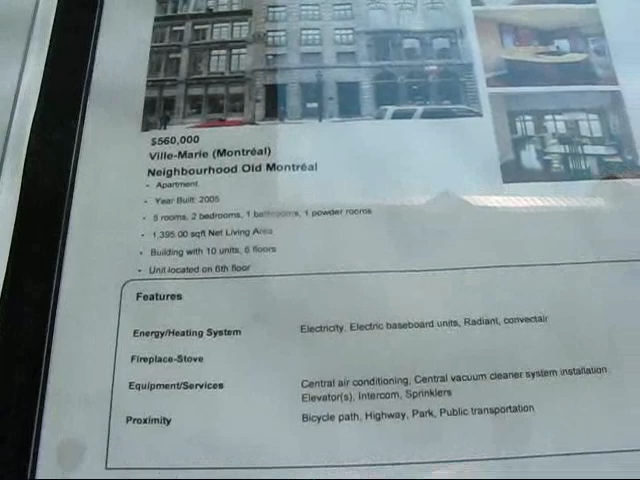 $560,000
Ville-Marie (Montréal)
Neighbourhood Old Montréal
- Apartment
- Year Built: 2005
- 5 rooms, 2 bedrooms, 1 bathrooms, 1 powder rooms
- 1,395.00 sqft Net Living Area
- Building with 10 units, 6 floors
- Unit located on 6th floor
Features
Energy/Heating System Electricity, Electric baseboard units, Radiant, convectair
Fireplace-Stove
Equipment/Services Central air conditioning, Central vacuum cleaner system installation
Elevator(s), Intercom, Sprinklers
Proximity Bicycle path, Highway, Park, Public transportation